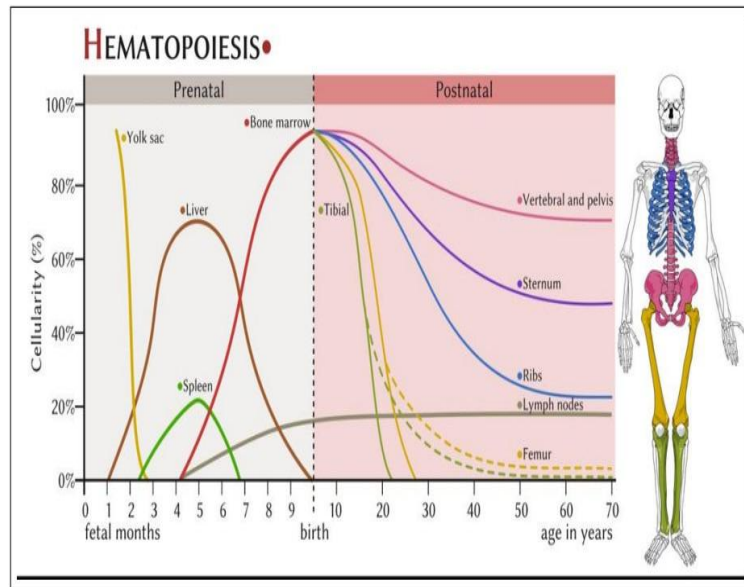 HEMATOPOIESIS
Prenatal
Postnatal
100%
80%
60%
40%
20%
0%
Cellularity (%)
Yolk sac
Bone marrow
Liver
Spleen
Tibial
Vertebral and pelvis
Sternum
Ribs
Lymph nodes
Femur
0 1 2 3 4 5 6 7 8 9 10 20 30 40 50 60 70
fetal months birth age in years